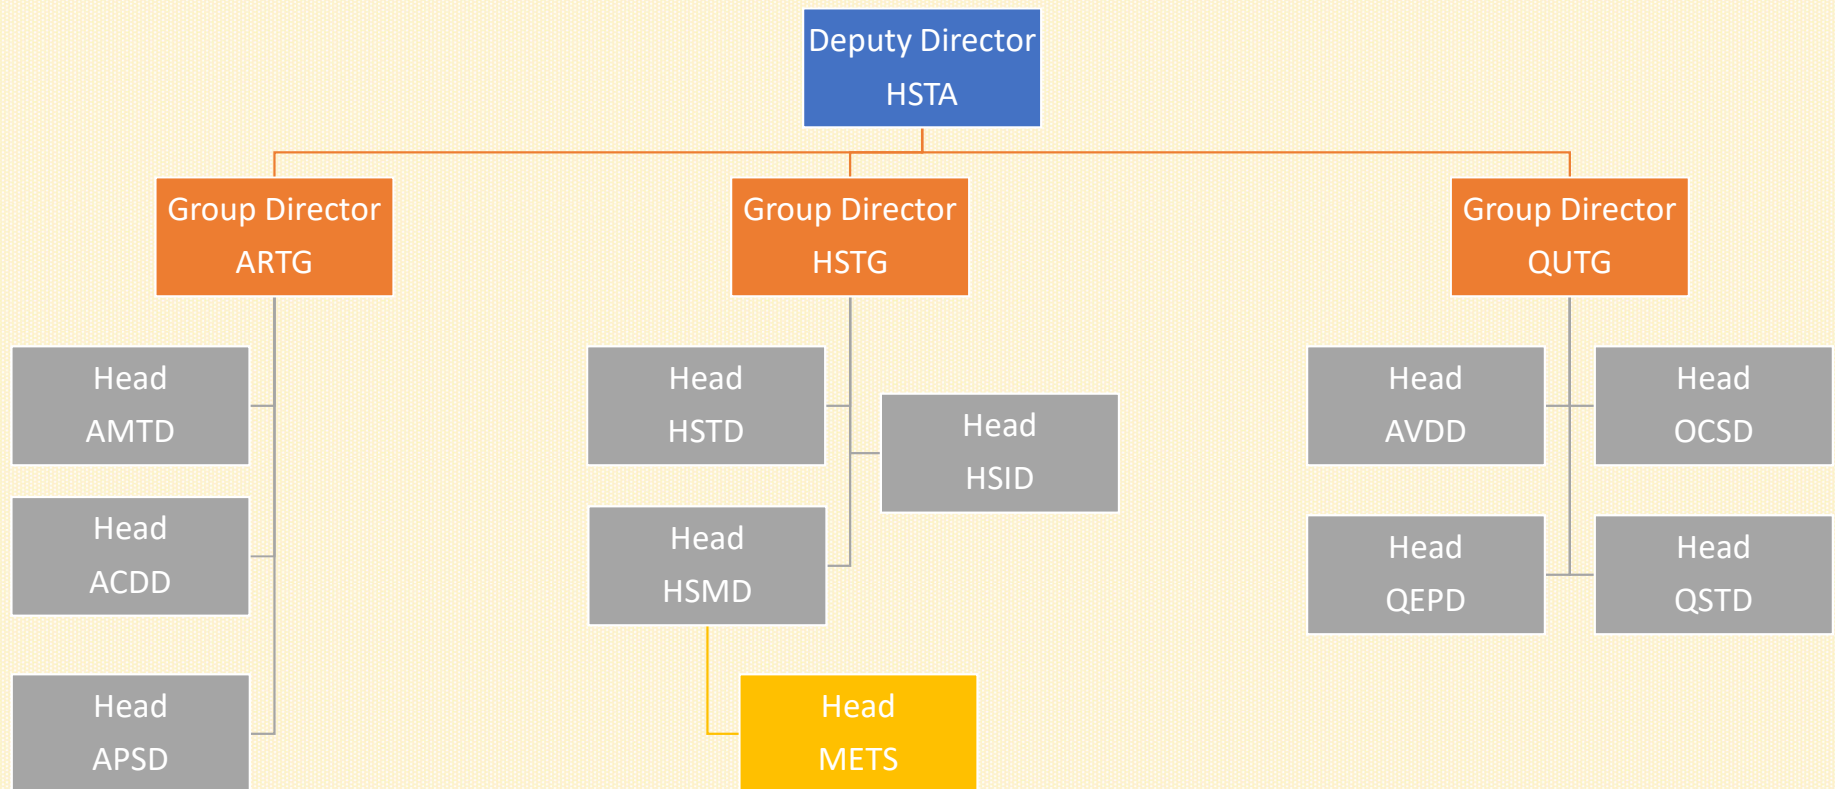 Deputy Director
HSTA
Group Director
ARTG
Group Director
HSTG
Group Director
QUTG
Head
AMTD
Head
ACDD
Head
APSD
Head
HSTD
Head
HSID
Head
HSMD
Head
METS
Head
AVDD
Head
OCSD
Head
QEPD
Head
QSTD